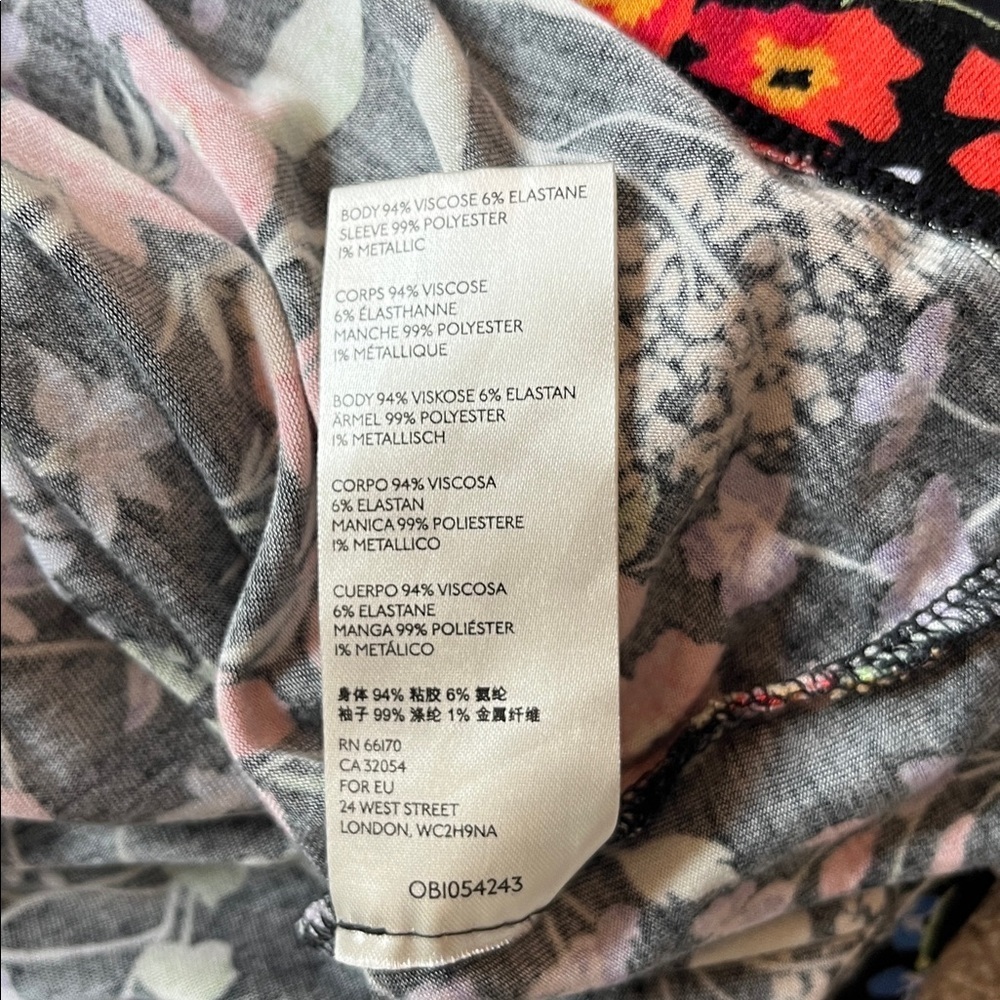 BODY 94% VISCOSE 6% ELASTANE
SLEEVE 99% POLYESTER
1% METALLIC
CORPS 94% VISCOSE
6% ÉLASTHANNE
MANCHE 99% POLYESTER
1% MÉTALLIQUE
BODY 94% VISKOSE 6% ELASTAN
ÄRMEL 99% POLYESTER
1% METALLISCH
CORPO 94% VISCOSA
6% ELASTAN
MANICA 99% POLIESTERE
1% METALLICO
CUERPO 94% VISCOSA
6% ELASTANE
MANGA 99% POLIÉSTER
1% METÁLICO
身体 94% 粘胶 6% 氨纶
袖子 99% 涤纶 1% 金属纤维
RN 66170
CA 32054
FOR EU
24 WEST STREET
LONDON, WC2H9NA
OB1054243